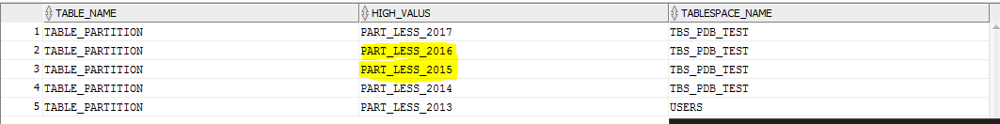 TABLE_NAME HIGH_VALUS TABLESPACE_NAME
1 TABLE_PARTITION PART_LESS_2017 TBS_PDB_TEST
2 TABLE_PARTITION PART_LESS_2016 TBS_PDB_TEST
3 TABLE_PARTITION PART_LESS_2015 TBS_PDB_TEST
4 TABLE_PARTITION PART_LESS_2014 TBS_PDB_TEST
5 TABLE_PARTITION PART_LESS_2013 USERS